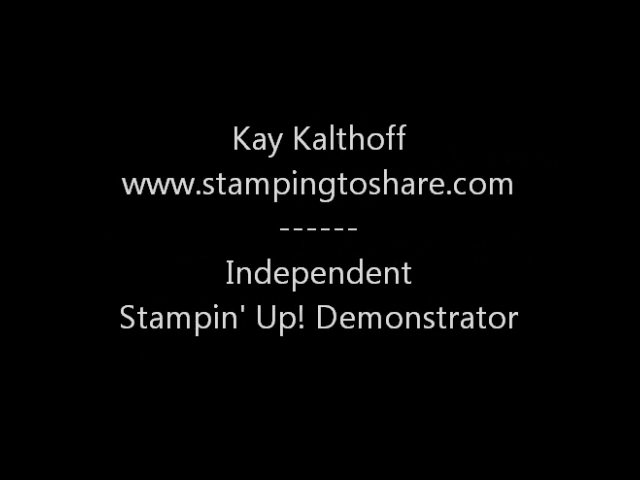 Kay Kalthoff
www.stampingtoshare.com
------
Independent
Stampin' Up! Demonstrator